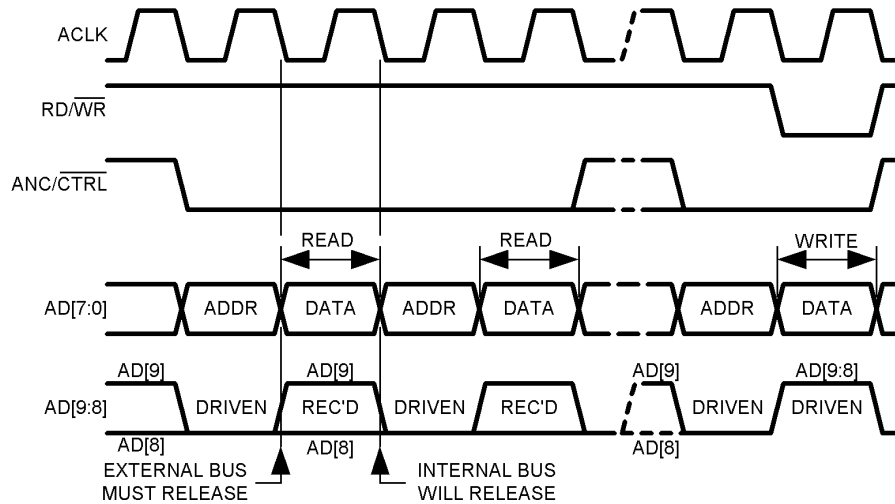 ACLK
RD/W̅R̅
ANC/C̅T̅R̅L̅
READ READ WRITE
AD[7:0] ADDR DATA ADDR DATA ADDR DATA
AD[9] AD[9] AD[9] AD[9:8]
AD[9:8] DRIVEN REC'D DRIVEN REC'D DRIVEN DRIVEN
AD[8] AD[8] AD[8]
EXTERNAL BUS
MUST RELEASE
INTERNAL BUS
WILL RELEASE